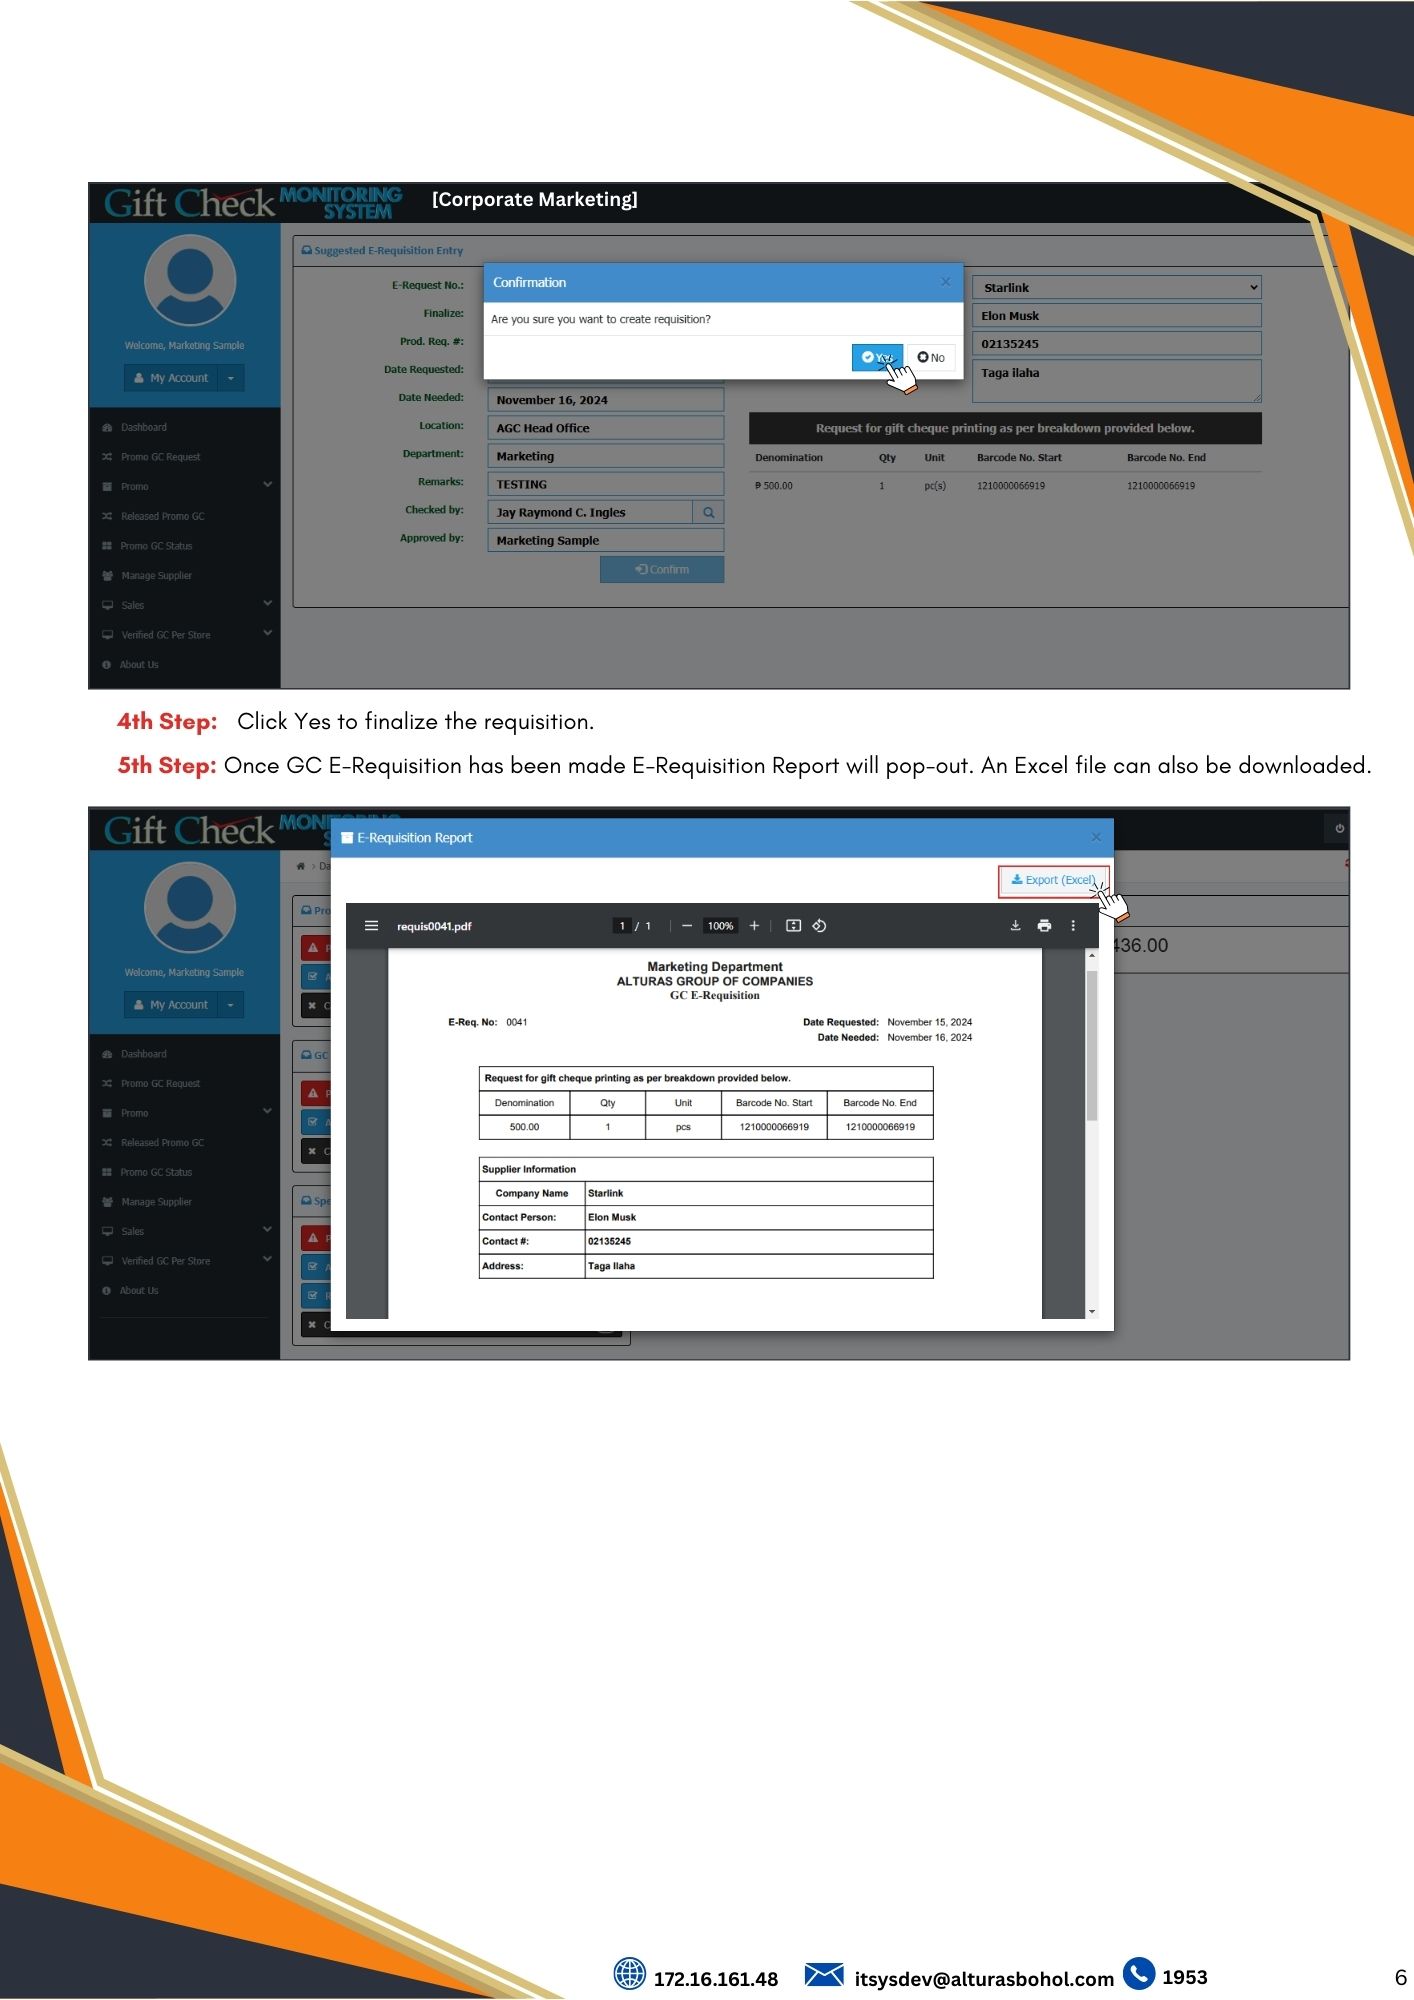 Gift Check MONITORING SYSTEM [Corporate Marketing]
Welcome, Marketing Sample
My Account
Dashboard
Promo GC Request
Promo
Released Promo GC
Promo GC Status
Manage Supplier
Sales
Verified GC Per Store
About Us
Suggested E-Requisition Entry
E-Request No.:
Finalize:
Prod. Req. #:
Date Requested:
Date Needed: November 16, 2024
Location: AGC Head Office
Department: Marketing
Remarks: TESTING
Checked by: Jay Raymond C. Ingles
Approved by: Marketing Sample
Confirm
Confirmation ×
Are you sure you want to create requisition?
Yes No
Starlink
Elon Musk
02135245
Taga ilaha
Request for gift cheque printing as per breakdown provided below.
Denomination Qty Unit Barcode No. Start Barcode No. End
₱ 500.00 1 pc(s) 1210000066919 1210000066919
4th Step: Click Yes to finalize the requisition.
5th Step: Once GC E-Requisition has been made E-Requisition Report will pop-out. An Excel file can also be downloaded.
Gift Check MON
Welcome, Marketing Sample
My Account
Dashboard
Promo GC Request
Promo
Released Promo GC
Promo GC Status
Manage Supplier
Sales
Verified GC Per Store
About Us
Da
Pro
P
A
C
GC
P
A
C
Spe
P
A
R
C
436.00
E-Requisition Report ×
Export (Excel)
requis0041.pdf 1 / 1 100%
Marketing Department
ALTURAS GROUP OF COMPANIES
GC E-Requisition
E-Req. No: 0041 Date Requested: November 15, 2024
Date Needed: November 16, 2024
Request for gift cheque printing as per breakdown provided below.
Denomination Qty Unit Barcode No. Start Barcode No. End
500.00 1 pcs 1210000066919 1210000066919
Supplier Information
Company Name Starlink
Contact Person: Elon Musk
Contact #: 02135245
Address: Taga Ilaha
172.16.161.48 itsysdev@alturasbohol.com 1953 6